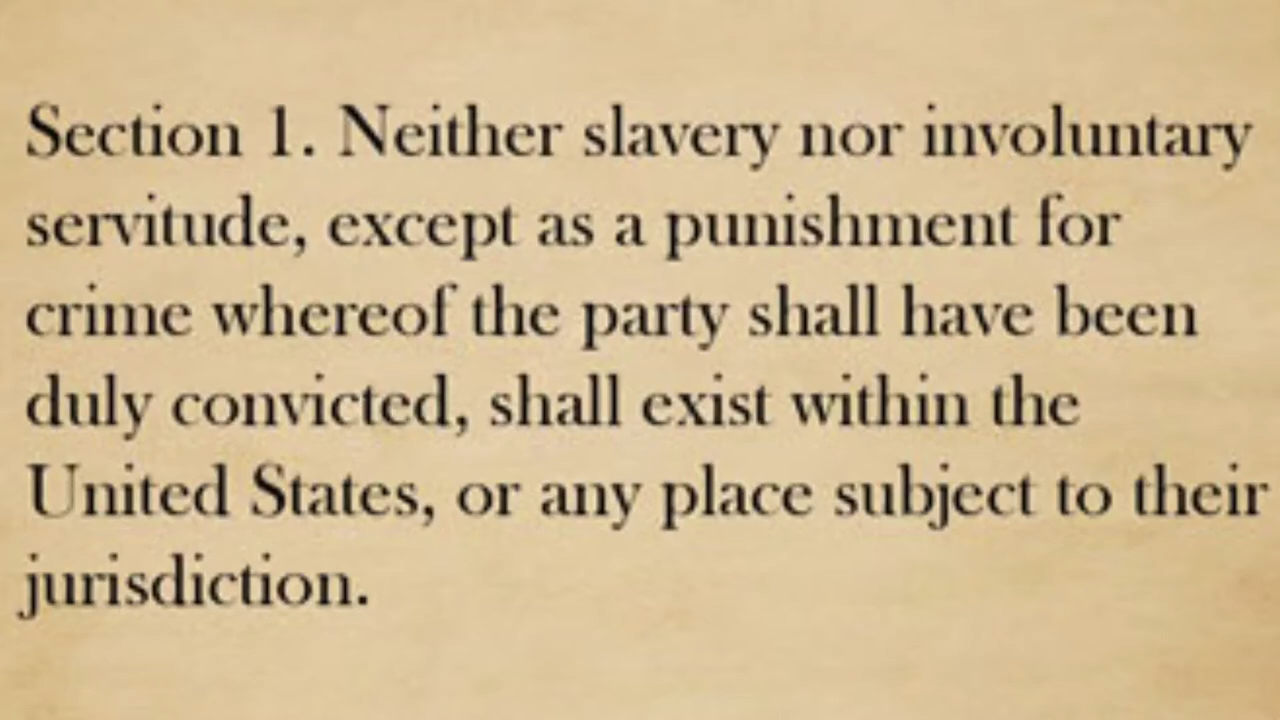 Section 1. Neither slavery nor involuntary
servitude, except as a punishment for
crime whereof the party shall have been
duly convicted, shall exist within the
United States, or any place subject to their
jurisdiction.